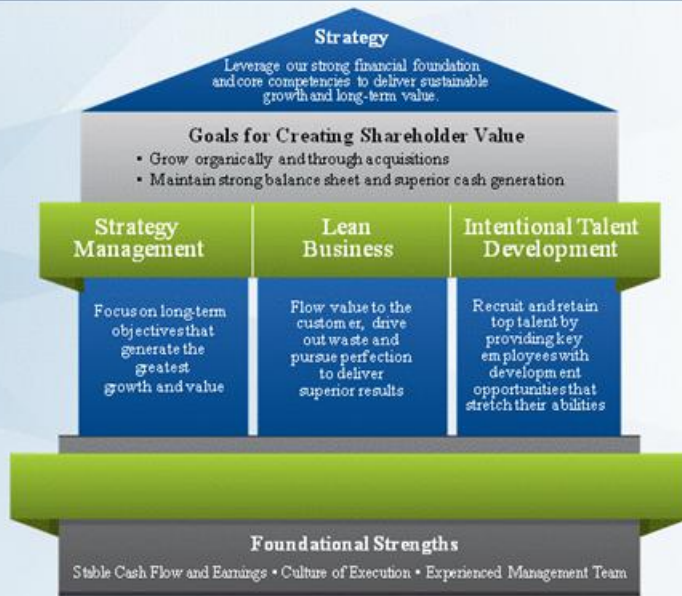 Strategy
Leverage our strong financial foundation
and core competencies to deliver sustainable
growth and long-term value.
Goals for Creating Shareholder Value
• Grow organically and through acquisitions
• Maintain strong balance sheet and superior cash generation
Strategy
Management
Lean
Business
Intentional Talent
Development
Focus on long-term
objectives that
generate the
greatest
growth and value
Flow value to the
customer, drive
out waste and
pursue perfection
to deliver
superior results
Recruit and retain
top talent by
providing key
employees with
development
opportunities that
stretch their abilities
Foundational Strengths
Stable Cash Flow and Earnings • Culture of Execution • Experienced Management Team